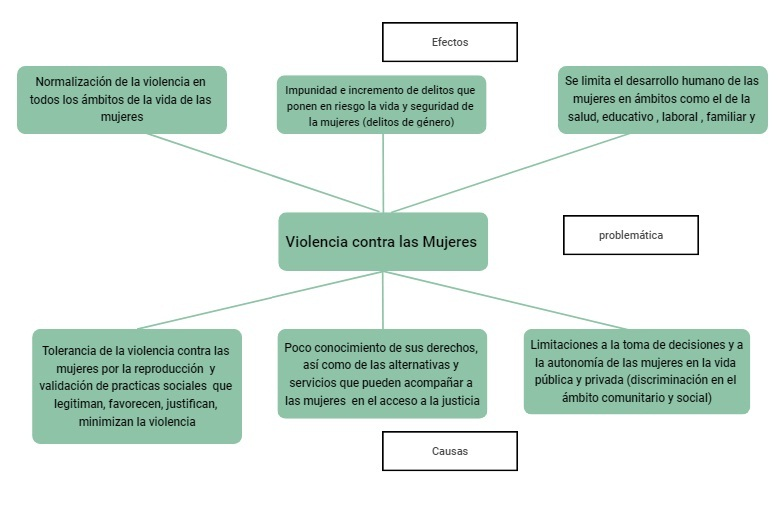 Efectos
Normalización de la violencia en
todos los ámbitos de la vida de las
mujeres
Impunidad e incremento de delitos que
ponen en riesgo la vida y seguridad de
la mujeres (delitos de género)
Se limita el desarrollo humano de las
mujeres en ámbitos como el de la
salud, educativo , laboral , familiar y
Violencia contra las Mujeres
problemática
Tolerancia de la violencia contra las
mujeres por la reproducción y
validación de practicas sociales que
legitiman, favorecen, justifican,
minimizan la violencia
Poco conocimiento de sus derechos,
así como de las alternativas y
servicios que pueden acompañar a
las mujeres en el acceso a la justicia
Limitaciones a la toma de decisiones y a
la autonomía de las mujeres en la vida
pública y privada (discriminación en el
ámbito comunitario y social)
Causas